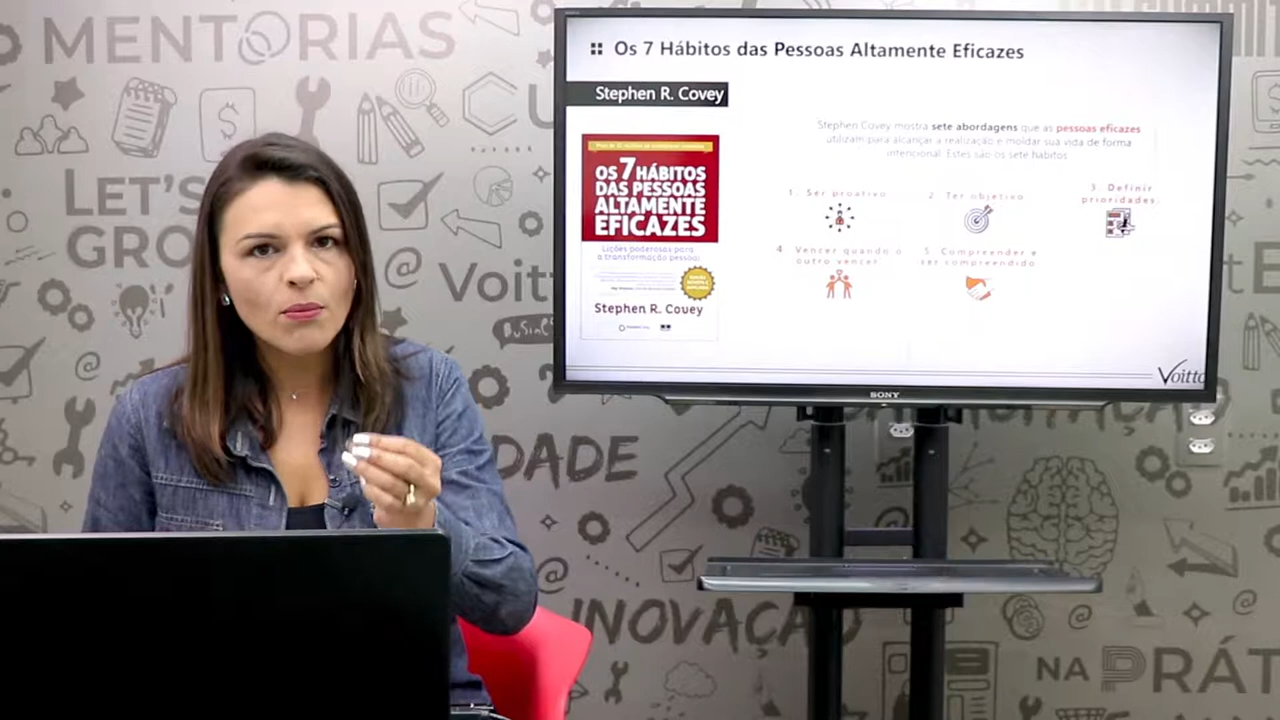 MENTORIAS
LET'S
GRO
Voitt
BUSINE
DADE
INOVAÇA
NA PRÁT
Os 7 Hábitos das Pessoas Altamente Eficazes
Stephen R. Covey
OS 7 HÁBITOS
DAS PESSOAS
ALTAMENTE
EFICAZES
Lições poderosas para
a transformação pessoal
Stephen R. Covey
Stephen Covey mostra sete abordagens que as pessoas eficazes
utilizam para alcançar a realização e moldar sua vida de forma
intencional. Estes são os sete hábitos
1. Ser proativo
2. Ter objetivo
3. Definir
prioridades.
4. Vencer quando o
outro vencer
5. Compreender e
ser compreendido
Voitto
SONY